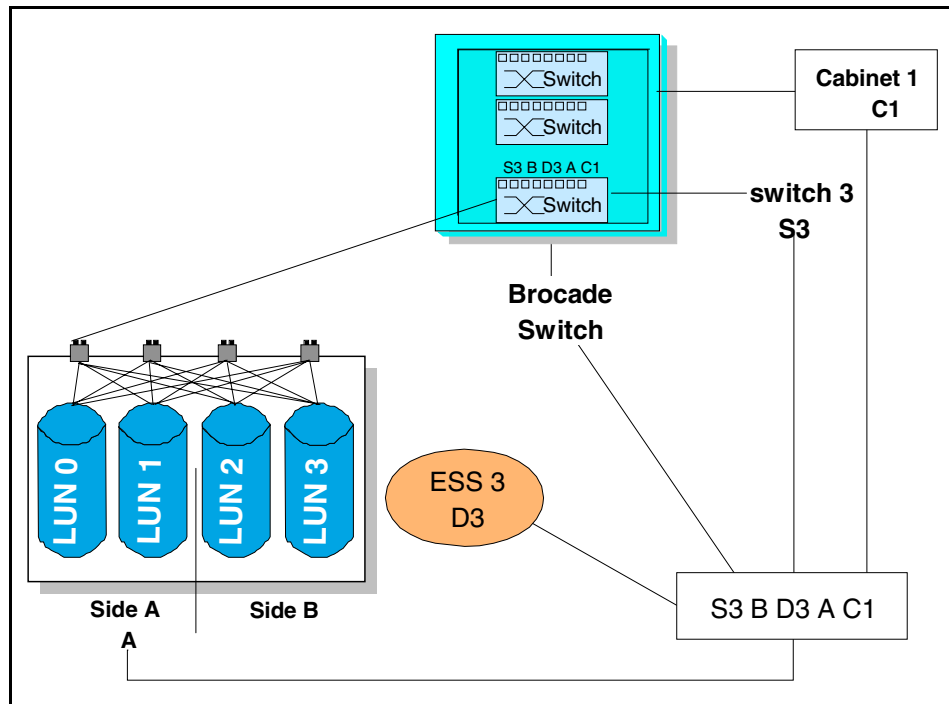 Switch
Cabinet 1
C1
Switch
S3 B D3 A C1
Switch
switch 3
S3
Brocade
Switch
LUN 0
LUN 1
LUN 2
LUN 3
ESS 3
D3
Side A
Side B
A
S3 B D3 A C1